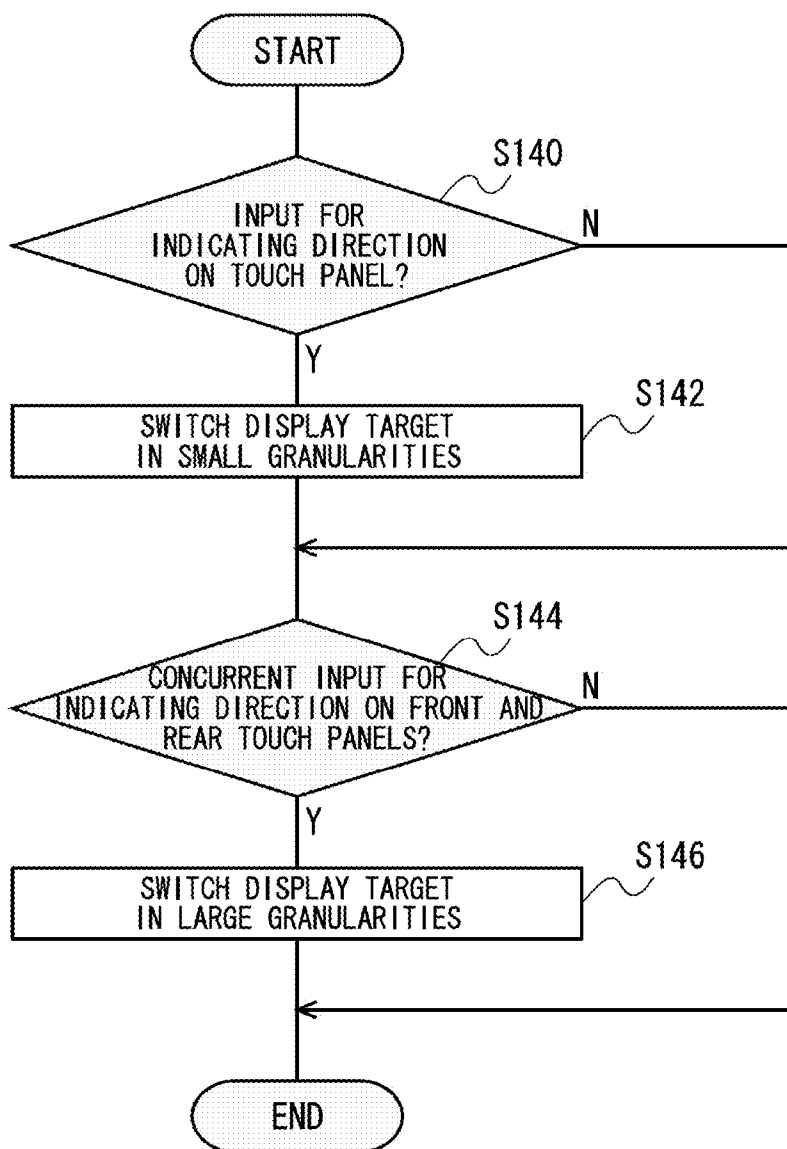 START
S140
INPUT FOR
INDICATING DIRECTION
ON TOUCH PANEL?
N
Y
S142
SWITCH DISPLAY TARGET
IN SMALL GRANULARITIES
S144
CONCURRENT INPUT FOR
INDICATING DIRECTION ON FRONT AND
REAR TOUCH PANELS?
N
Y
S146
SWITCH DISPLAY TARGET
IN LARGE GRANULARITIES
END